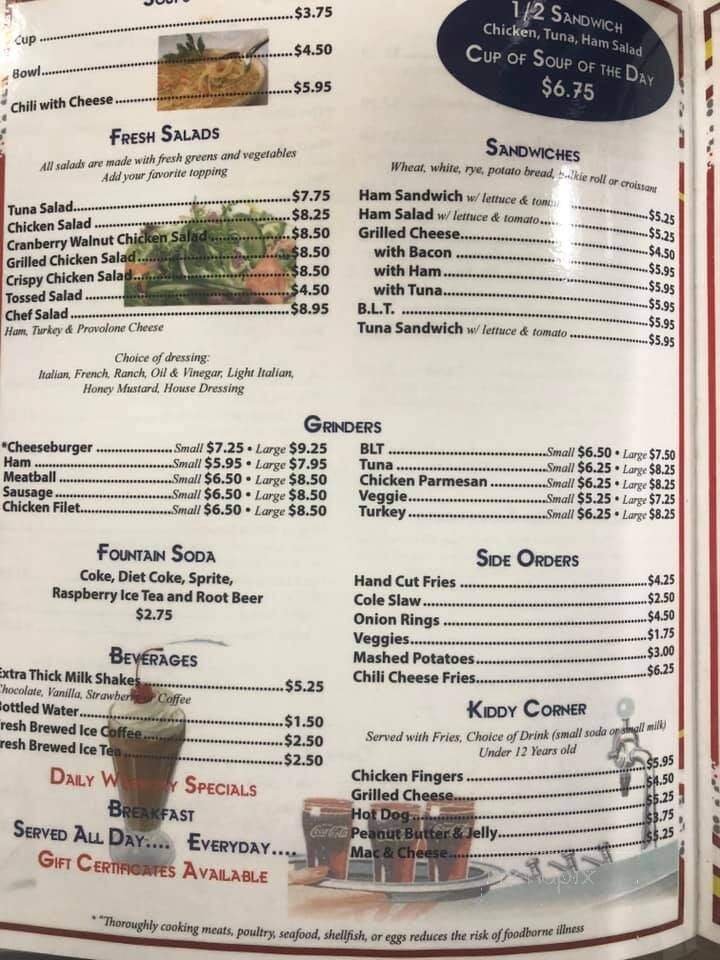 Cup $3.75
Bowl $4.50
Chili with Cheese $5.95
1/2 Sandwich
Chicken, Tuna, Ham Salad
Cup of Soup of the Day
$6.75
Fresh Salads
All salads are made with fresh greens and vegetables
Add your favorite topping
Tuna Salad $7.75
Chicken Salad $8.25
Cranberry Walnut Chicken Salad $8.50
Grilled Chicken Salad $8.50
Crispy Chicken Salad $8.50
Tossed Salad $4.50
Chef Salad $8.95
Ham, Turkey & Provolone Cheese
Choice of dressing:
Italian, French, Ranch, Oil & Vinegar, Light Italian,
Honey Mustard, House Dressing
Sandwiches
Wheat, white, rye, potato bread, bulkie roll or croissant
Ham Sandwich w/ lettuce & $5.25
Ham Salad w/ lettuce & tomato $5.25
Grilled Cheese $4.50
with Bacon $5.95
with Ham $5.95
with Tuna $5.95
B.L.T. $5.95
Tuna Sandwich w/ lettuce & tomato $5.95
Grinders
*Cheeseburger Small $7.25 • Large $9.25
Ham Small $5.95 • Large $7.95
Meatball Small $6.50 • Large $8.50
Sausage Small $6.50 • Large $8.50
Chicken Filet Small $6.50 • Large $8.50
BLT Small $6.50 • Large $7.50
Tuna Small $6.25 • Large $8.25
Chicken Parmesan Small $6.25 • Large $8.25
Veggie Small $5.25 • Large $7.25
Turkey Small $6.25 • Large $8.25
Fountain Soda
Coke, Diet Coke, Sprite,
Raspberry Ice Tea and Root Beer
$2.75
Beverages
Extra Thick Milk Shakes $5.25
Chocolate, Vanilla, Strawberry or Coffee
Bottled Water $1.50
Fresh Brewed Ice Coffee $2.50
Fresh Brewed Ice Tea $2.50
Daily Specials
Breakfast
Served All Day.... Everyday....
Gift Certificates Available
Side Orders
Hand Cut Fries $4.25
Cole Slaw $2.50
Onion Rings $4.50
Veggies $1.75
Mashed Potatoes $3.00
Chili Cheese Fries $6.25
Kiddy Corner
Served with Fries, Choice of Drink (small soda or small milk)
Under 12 Years old
Chicken Fingers $5.95
Grilled Cheese $4.50
Hot Dog $5.25
Peanut Butter & Jelly $3.75
Mac & Cheese $5.25
Coca-Cola
* "Thoroughly cooking meats, poultry, seafood, shellfish, or eggs reduces the risk of foodborne illness